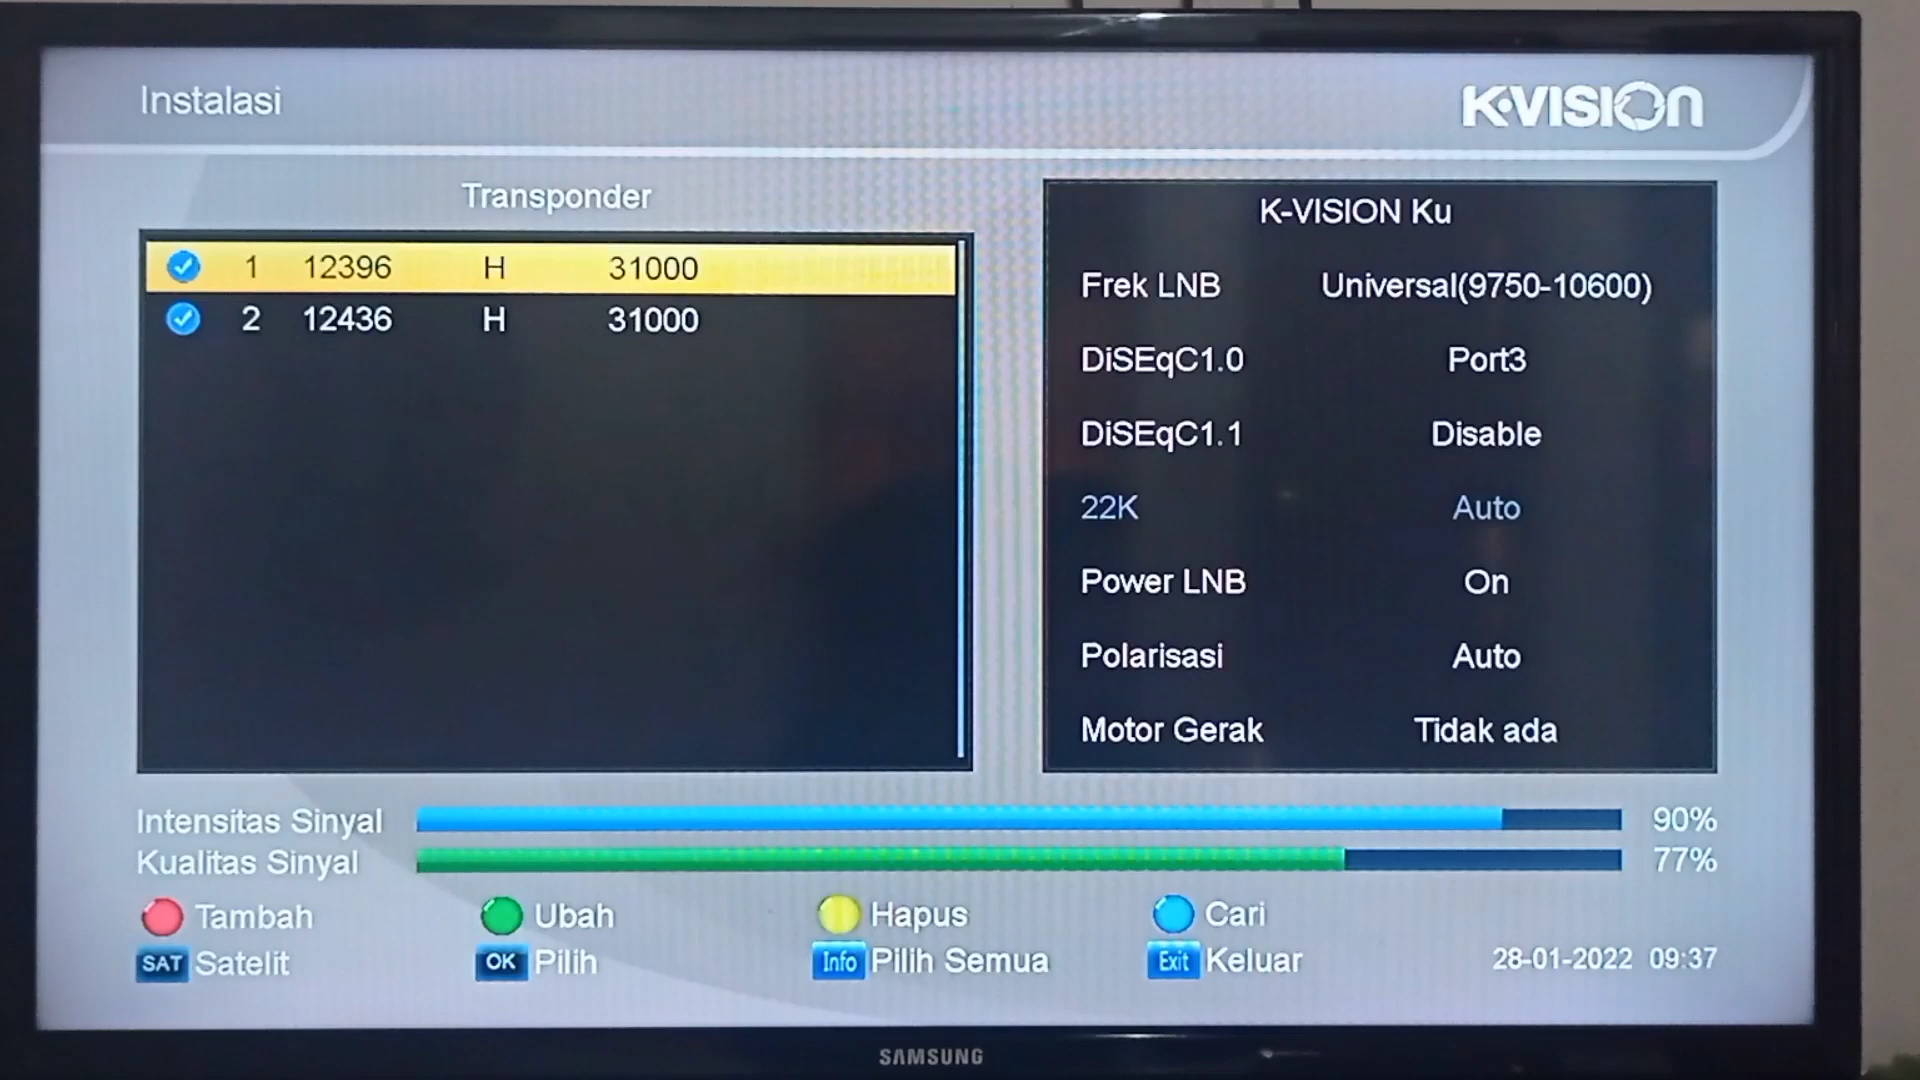 Instalasi
K-VISION
Transponder
1 12396 H 31000
2 12436 H 31000
K-VISION Ku
Frek LNB Universal(9750-10600)
DiSEqC1.0 Port3
DiSEqC1.1 Disable
22K Auto
Power LNB On
Polarisasi Auto
Motor Gerak Tidak ada
Intensitas Sinyal 90%
Kualitas Sinyal 77%
Tambah Ubah Hapus Cari
SAT Satelit OK Pilih Info Pilih Semua Exit Keluar 28-01-2022 09:37
SAMSUNG